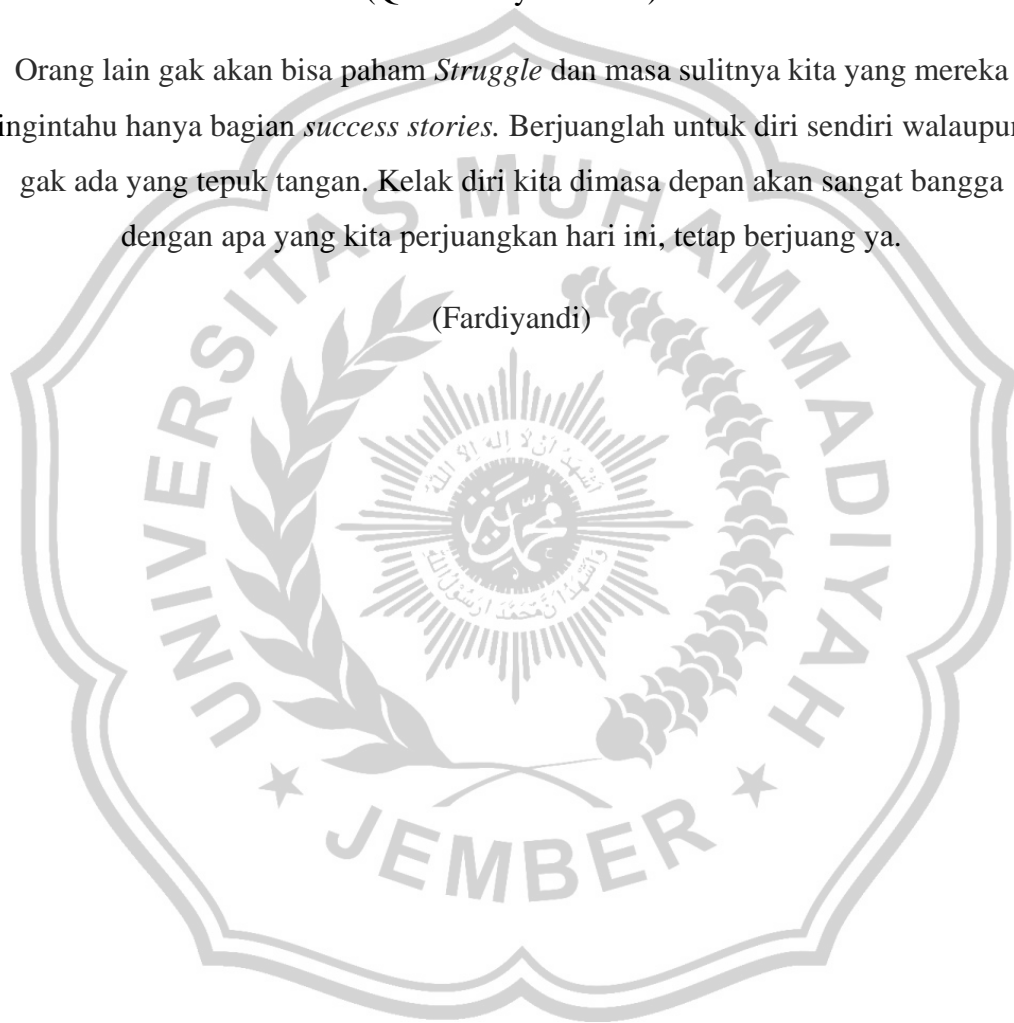 Orang lain gak akan bisa paham Struggle dan masa sulitnya kita yang mereka
ingintahu hanya bagian success stories. Berjuanglah untuk diri sendiri walaupun
gak ada yang tepuk tangan. Kelak diri kita dimasa depan akan sangat bangga
dengan apa yang kita perjuangkan hari ini, tetap berjuang ya.
(Fardiyandi)
UNIVERSITAS MUHAMMADIYAH
JEMBER